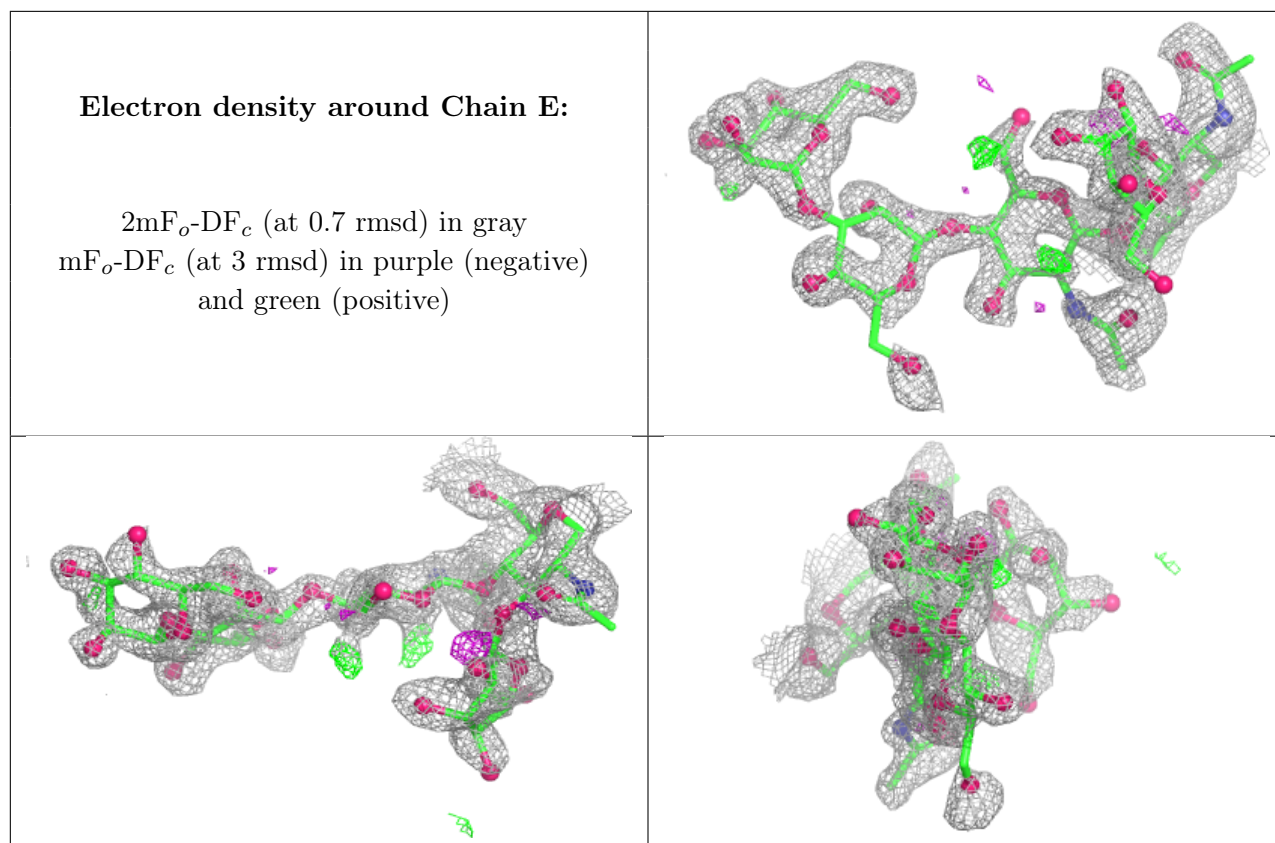 Electron density around Chain E:
2mFₒ-DF𝒸 (at 0.7 rmsd) in gray
mFₒ-DF𝒸 (at 3 rmsd) in purple (negative)
and green (positive)